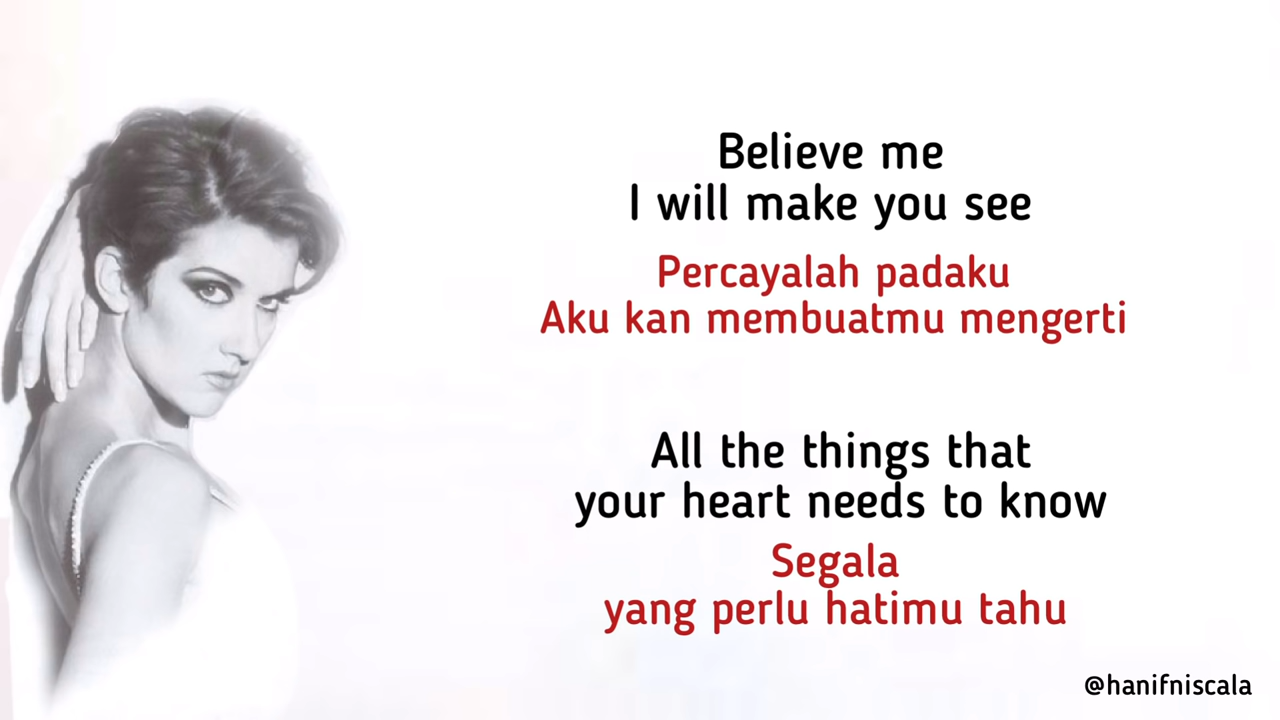 Believe me
I will make you see
Percayalah padaku
Aku kan membuatmu mengerti
All the things that
your heart needs to know
Segala
yang perlu hatimu tahu
@hanifniscala